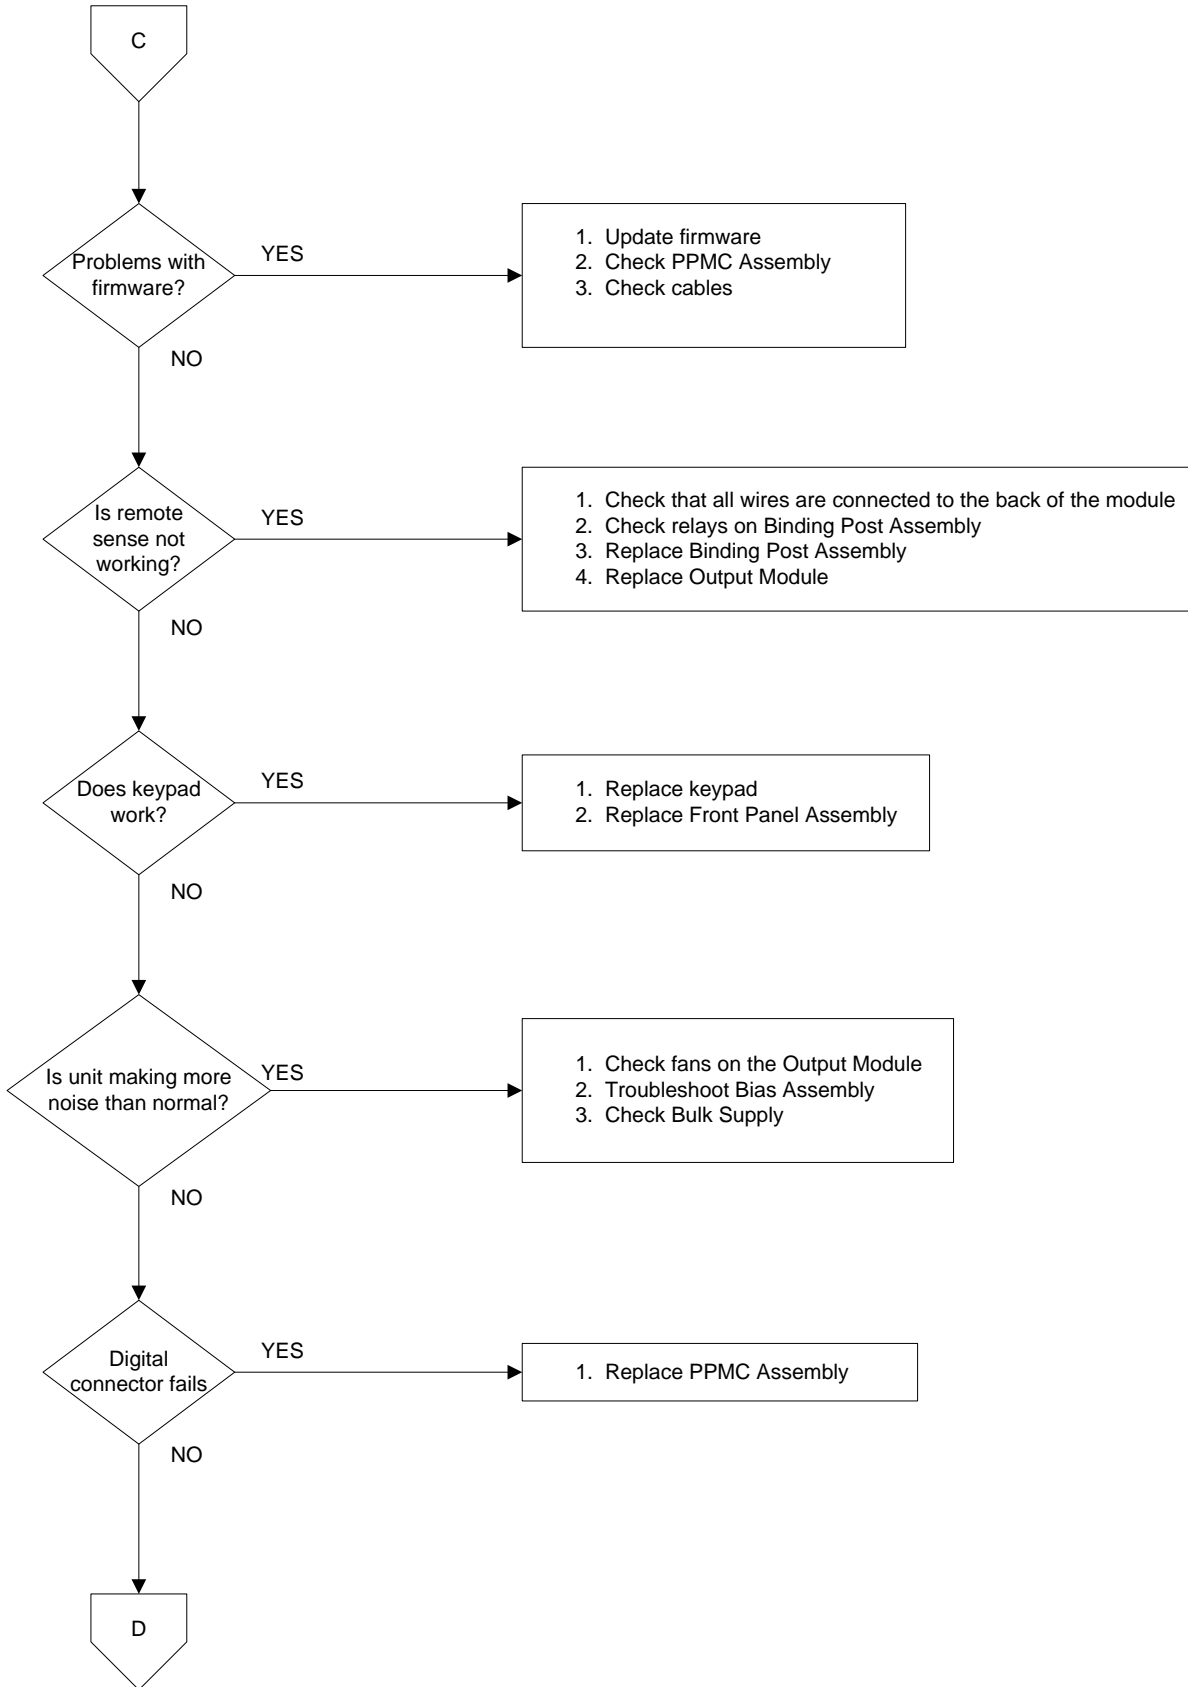 C
Problems with
firmware?
YES
1. Update firmware
2. Check PPMC Assembly
3. Check cables
NO
Is remote
sense not
working?
YES
1. Check that all wires are connected to the back of the module
2. Check relays on Binding Post Assembly
3. Replace Binding Post Assembly
4. Replace Output Module
NO
Does keypad
work?
YES
1. Replace keypad
2. Replace Front Panel Assembly
NO
Is unit making more
noise than normal?
YES
1. Check fans on the Output Module
2. Troubleshoot Bias Assembly
3. Check Bulk Supply
NO
Digital
connector fails
YES
1. Replace PPMC Assembly
NO
D